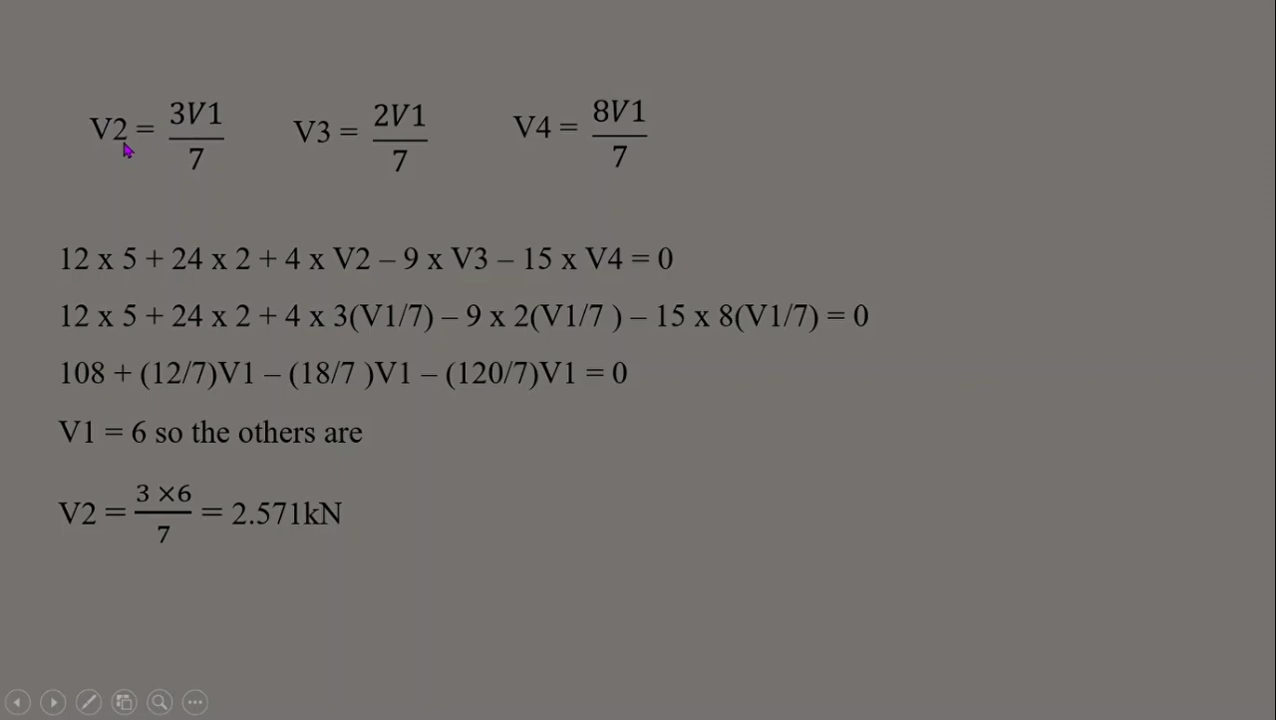 V2 = 3V1/7 V3 = 2V1/7 V4 = 8V1/7
12 x 5 + 24 x 2 + 4 x V2 – 9 x V3 – 15 x V4 = 0
12 x 5 + 24 x 2 + 4 x 3(V1/7) – 9 x 2(V1/7 ) – 15 x 8(V1/7) = 0
108 + (12/7)V1 – (18/7 )V1 – (120/7)V1 = 0
V1 = 6 so the others are
V2 = 3 ×6/7 = 2.571kN